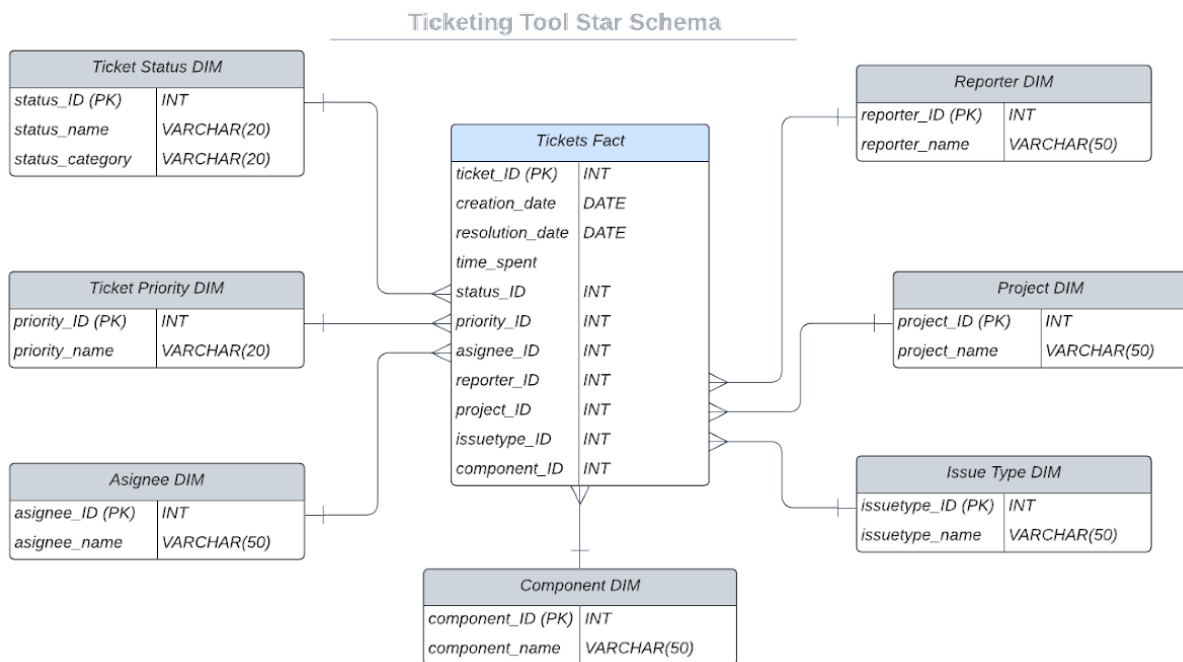 Ticketing Tool Star Schema
Ticket Status DIM
status_ID (PK) INT
status_name VARCHAR(20)
status_category VARCHAR(20)
Ticket Priority DIM
priority_ID (PK) INT
priority_name VARCHAR(20)
Asignee DIM
asignee_ID (PK) INT
asignee_name VARCHAR(50)
Tickets Fact
ticket_ID (PK) INT
creation_date DATE
resolution_date DATE
time_spent
status_ID INT
priority_ID INT
asignee_ID INT
reporter_ID INT
project_ID INT
issuetype_ID INT
component_ID INT
Component DIM
component_ID (PK) INT
component_name VARCHAR(50)
Reporter DIM
reporter_ID (PK) INT
reporter_name VARCHAR(50)
Project DIM
project_ID (PK) INT
project_name VARCHAR(50)
Issue Type DIM
issuetype_ID (PK) INT
issuetype_name VARCHAR(50)